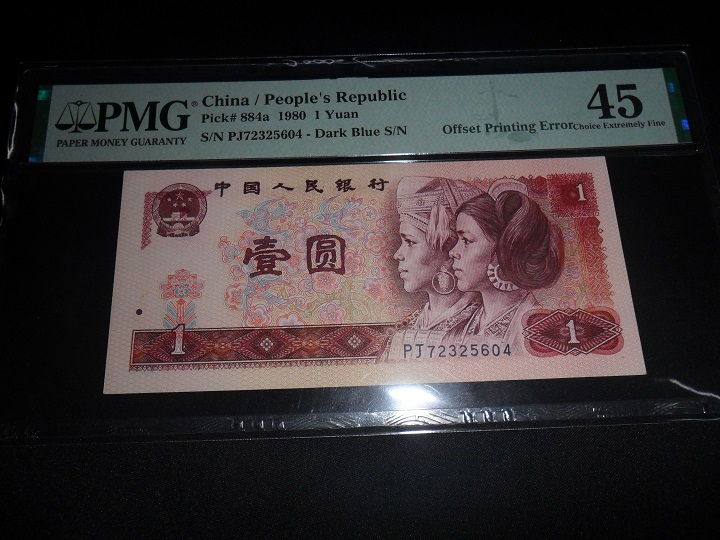 PMG®
PAPER MONEY GUARANTY
China / People's Republic
Pick# 884a 1980 1 Yuan
S/N PJ72325604 - Dark Blue S/N
45
Offset Printing Error
Choice Extremely Fine
中国人民银行
1
壹圆
1
1
PJ72325604